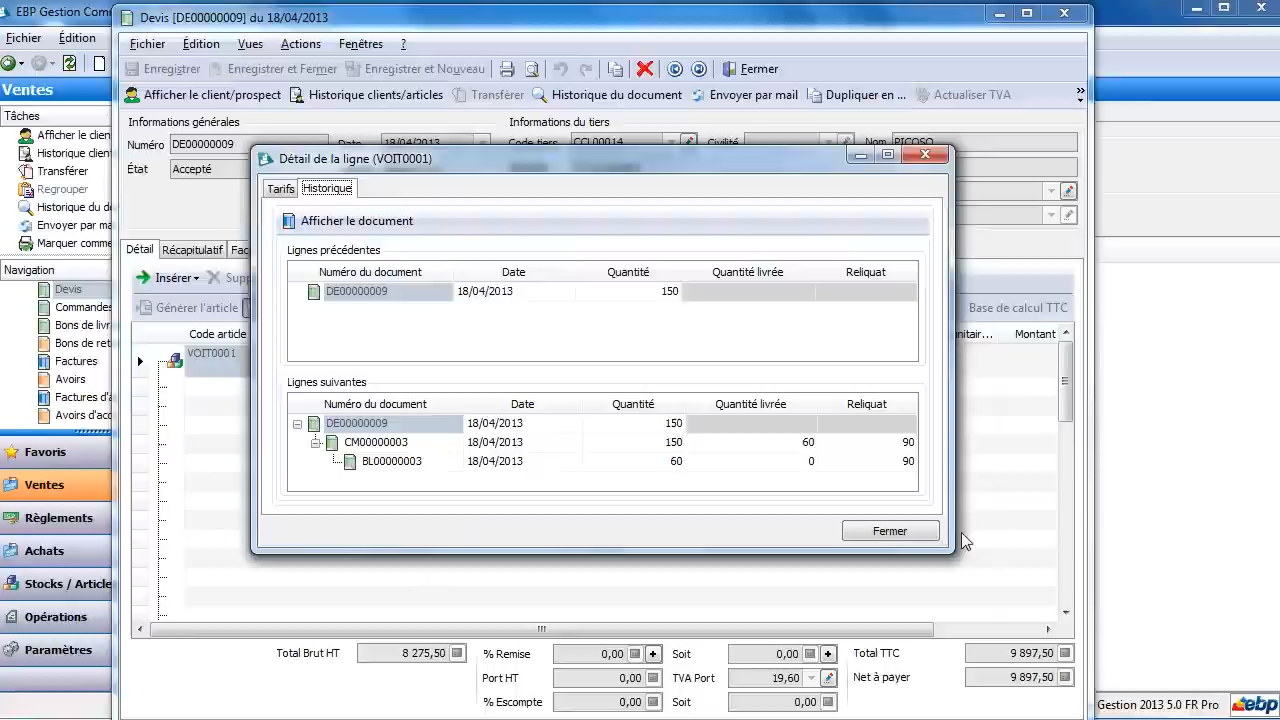 EBP Gestion Com
Devis [DE00000009] du 18/04/2013
Fichier Édition
Fichier Édition Vues Actions Fenêtres ?
Enregistrer Enregistrer et Fermer Enregistrer et Nouveau Fermer
Ventes
Afficher le client/prospect Historique clients/articles Transférer Historique du document Envoyer par mail Dupliquer en ... Actualiser TVA »
Tâches
Afficher le clien
Historique clien
Transférer
Regrouper
Historique du d
Envoyer par ma
Marquer comme
Informations générales Informations du tiers
Numéro DE00000009 Date 18/04/2013 Code tiers CCL00014 Civilité Nom PICOSO
État Accepté
Détail de la ligne (VOIT0001)
Tarifs Historique
Afficher le document
Lignes précédentes
Numéro du document Date Quantité Quantité livrée Reliquat
DE00000009 18/04/2013 150
Lignes suivantes
Numéro du document Date Quantité Quantité livrée Reliquat
DE00000009 18/04/2013 150
CM00000003 18/04/2013 150 60 90
BL00000003 18/04/2013 60 0 90
Fermer
Détail Récapitulatif Fac
Insérer Supp
Générer l'article Base de calcul TTC
Code article nitair... Montant
VOIT0001
Navigation
Devis
Commandes
Bons de livr
Bons de ret
Factures
Avoirs
Factures d'a
Avoirs d'acc
Favoris
Ventes
Règlements
Achats
Stocks / Article
Opérations
Paramètres
Total Brut HT 8 275,50 % Remise 0,00 Soit 0,00 Total TTC 9 897,50
Port HT 0,00 TVA Port 19,60 Net à payer 9 897,50
% Escompte 0,00 Soit 0,00
Gestion 2013 5.0 FR Pro ebp